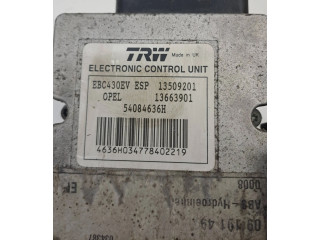 TRW
Made in UK
ELECTRONIC CONTROL UNIT
EBC430EV ESP 13509201
OPEL 13663901
54084636H
4636H034778402219